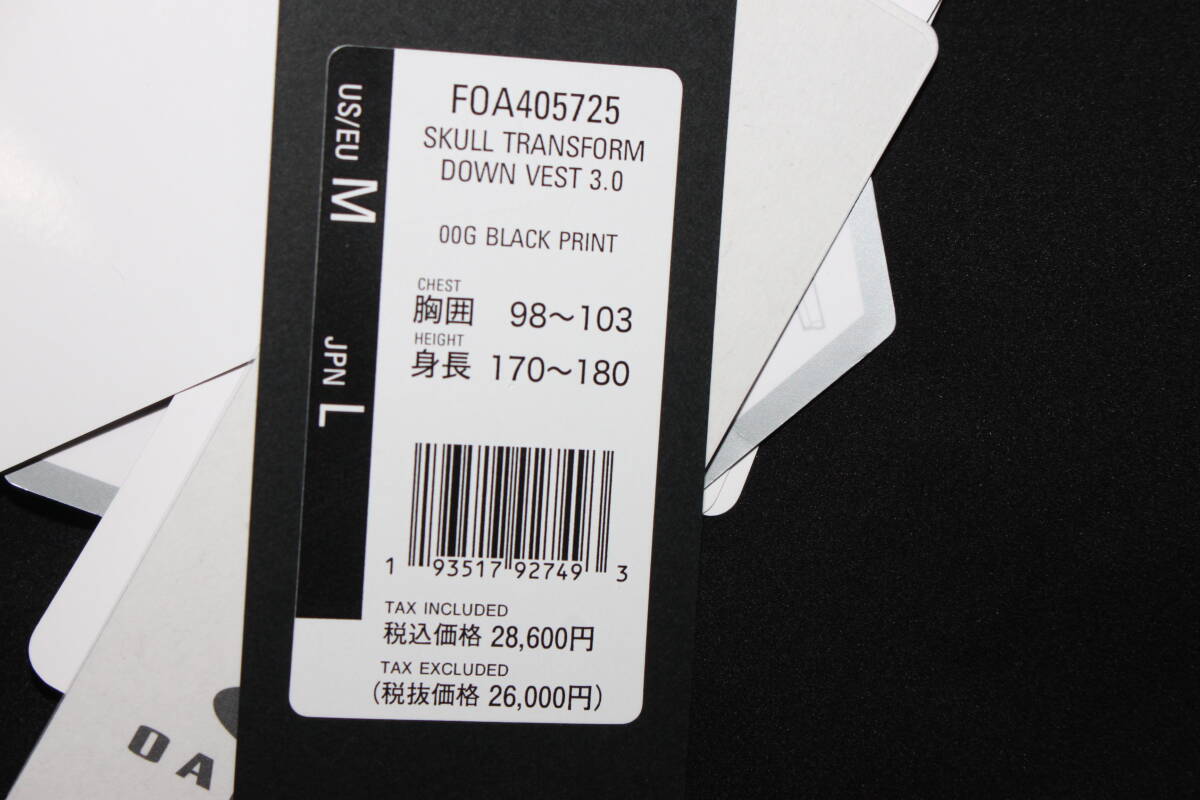 US/EU M
JPN L
FOA405725
SKULL TRANSFORM
DOWN VEST 3.0
00G BLACK PRINT
CHEST
胸囲 98～103
HEIGHT
身長 170～180
1 93517 92749 3
TAX INCLUDED
税込価格 28,600円
TAX EXCLUDED
(税抜価格 26,000円)
OA